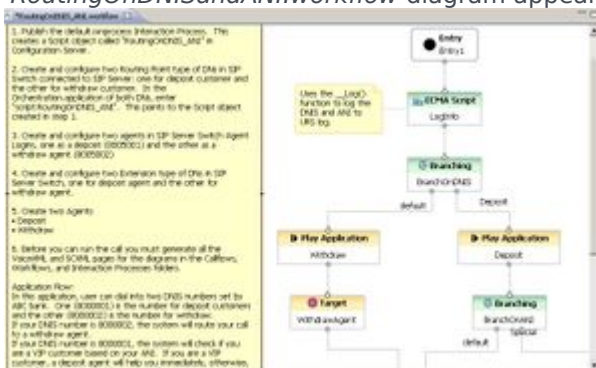 RoutingOnDNISandANI.workflow diagram appear
*RoutingOnDNIS_ANI.workflow
1. Publish the default ionprocess Interaction Process. This
creates a Script object called "RoutingOnDNIS_ANI" in
Configuration Server.
2. Create and configure two Routing Point type of DNs in SIP
Switch connected to SIP Server: one for deposit customer and
the other for withdraw customer. In the
Orchestration application of both DNs, enter
"script:RoutingOnDNIS_ANI". This points to the Script object
created in step 1.
3. Create and configure two agents in SIP Server Switch Agent
Logins, one as a deposit (8005001) and the other as a
withdraw agent (8005002)
4. Create and configure two Extension type of DNs in SIP
Server Switch, one for deposit agent and the other for
withdraw agent.
5. Create two Agents
• Deposit
• Withdraw
6. Before you can run the call you must generate all the
VoiceXML and SCXML pages for the diagrams in the Callflows,
Workflows, and Interaction Processes folders.
Application Flow:
In this application, user can dial into two DNIS numbers set by
ABC bank. One (8000001) is the number for deposit customers
and the other (8000002) is the number for withdraw.
If your DNIS number is 8000002, the system will route your call
to a withdraw agent.
If your DNIS number is 8000001, the system will check if you
are a VIP customer based on your ANI. If you are a VIP
customer, a deposit agent will help you immediately, otherwise,
Entry
Entry1
Uses the __Log()
function to log the
DNIS and ANI to
URS log.
ECMA Script
LogInfo
Branching
BranchOnDNIS
default
Deposit
Play Application
Withdraw
Play Application
Deposit
Target
WithdrawAgent
Branching
BranchOnANI
default
Special